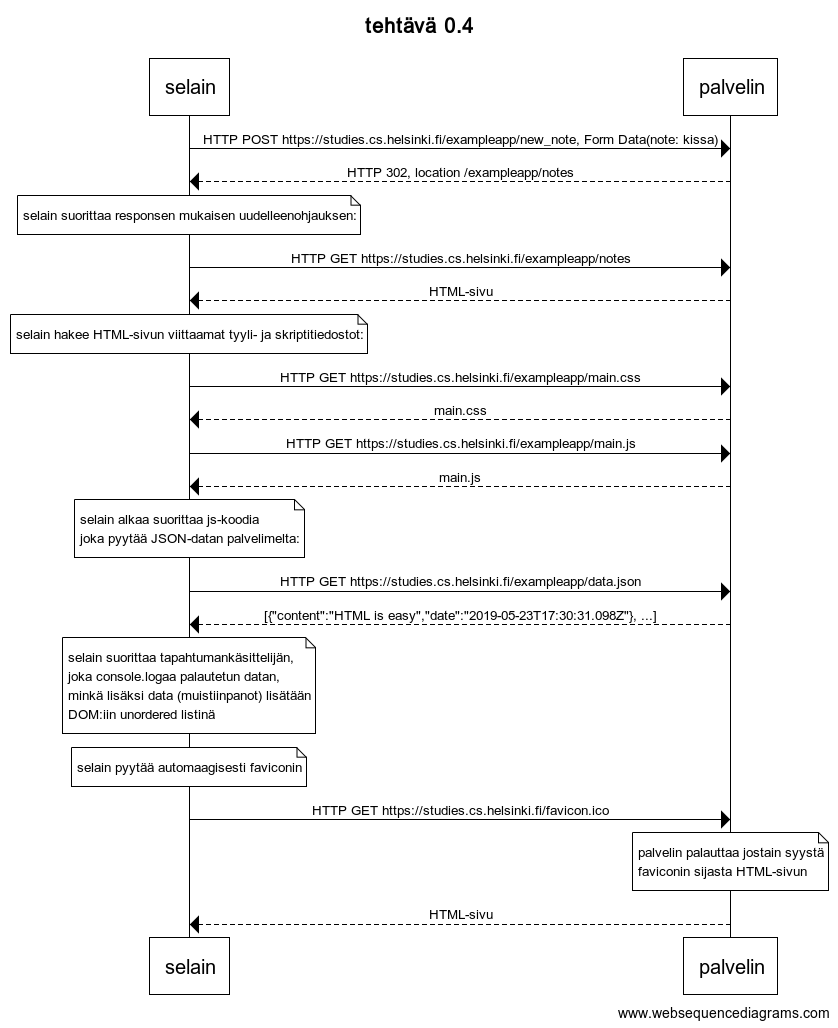 tehtävä 0.4
selain
palvelin
HTTP POST https://studies.cs.helsinki.fi/exampleapp/new_note, Form Data(note: kissa)
HTTP 302, location /exampleapp/notes
selain suorittaa responsen mukaisen uudelleenohjauksen:
HTTP GET https://studies.cs.helsinki.fi/exampleapp/notes
HTML-sivu
selain hakee HTML-sivun viittaamat tyyli- ja skriptitiedostot:
HTTP GET https://studies.cs.helsinki.fi/exampleapp/main.css
main.css
HTTP GET https://studies.cs.helsinki.fi/exampleapp/main.js
main.js
selain alkaa suorittaa js-koodia
joka pyytää JSON-datan palvelimelta:
HTTP GET https://studies.cs.helsinki.fi/exampleapp/data.json
[{"content":"HTML is easy","date":"2019-05-23T17:30:31.098Z"}, ...]
selain suorittaa tapahtumankäsittelijän,
joka console.logaa palautetun datan,
minkä lisäksi data (muistiinpanot) lisätään
DOM:iin unordered listinä
selain pyytää automaagisesti faviconin
HTTP GET https://studies.cs.helsinki.fi/favicon.ico
palvelin palauttaa jostain syystä
faviconin sijasta HTML-sivun
HTML-sivu
selain
palvelin
www.websequencediagrams.com